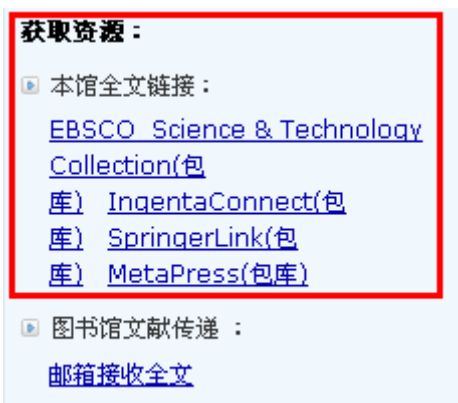 获取资源：
本馆全文链接：
EBSCO Science & Technology
Collection(包
库) IngentaConnect(包
库) SpringerLink(包
库) MetaPress(包库)
图书馆文献传递 ：
邮箱接收全文